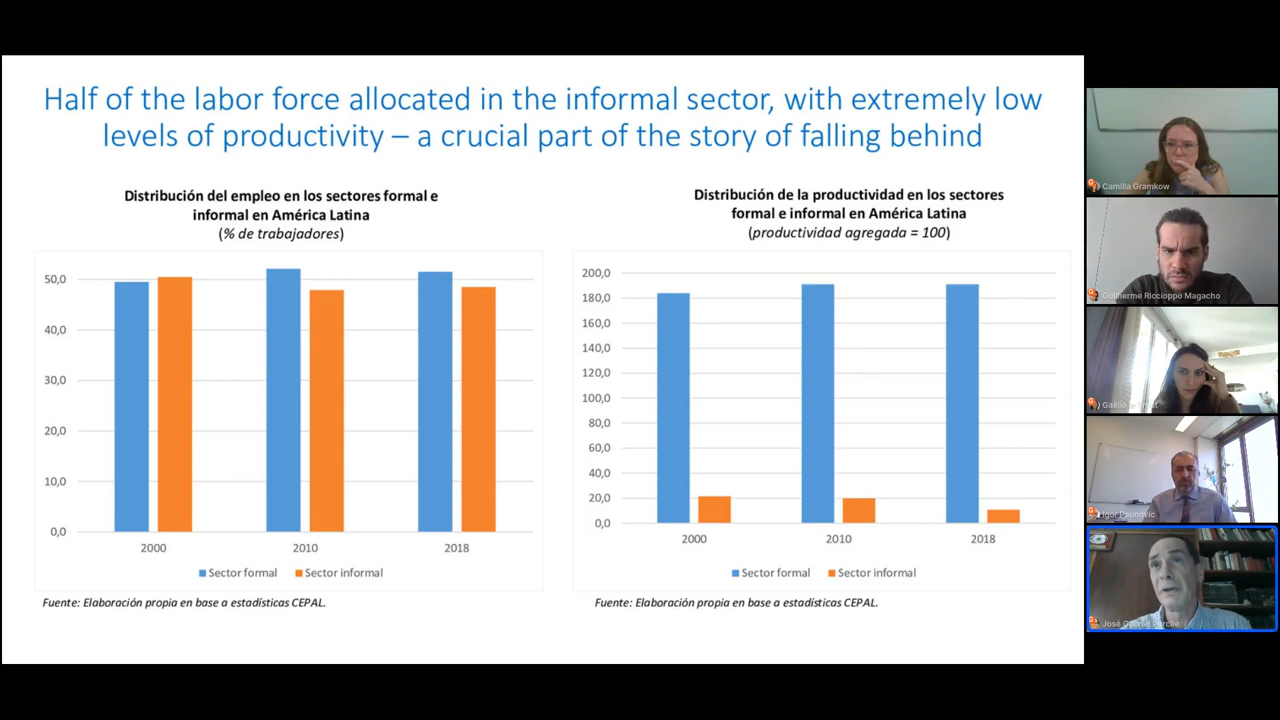 Half of the labor force allocated in the informal sector, with extremely low
levels of productivity – a crucial part of the story of falling behind
Distribución del empleo en los sectores formal e
informal en América Latina
(% de trabajadores)
50,0
40,0
30,0
20,0
10,0
0,0
2000
2010
2018
Sector formal
Sector informal
Fuente: Elaboración propia en base a estadísticas CEPAL.
Distribución de la productividad en los sectores
formal e informal en América Latina
(productividad agregada = 100)
200,0
180,0
160,0
140,0
120,0
100,0
80,0
60,0
40,0
20,0
0,0
2000
2010
2018
Sector formal
Sector informal
Fuente: Elaboración propia en base a estadísticas CEPAL.
Camilla Gramkow
Guilherme Riccioppo Magacho
Gaëlle
Igor Paunovic
José Gabriel Porcile